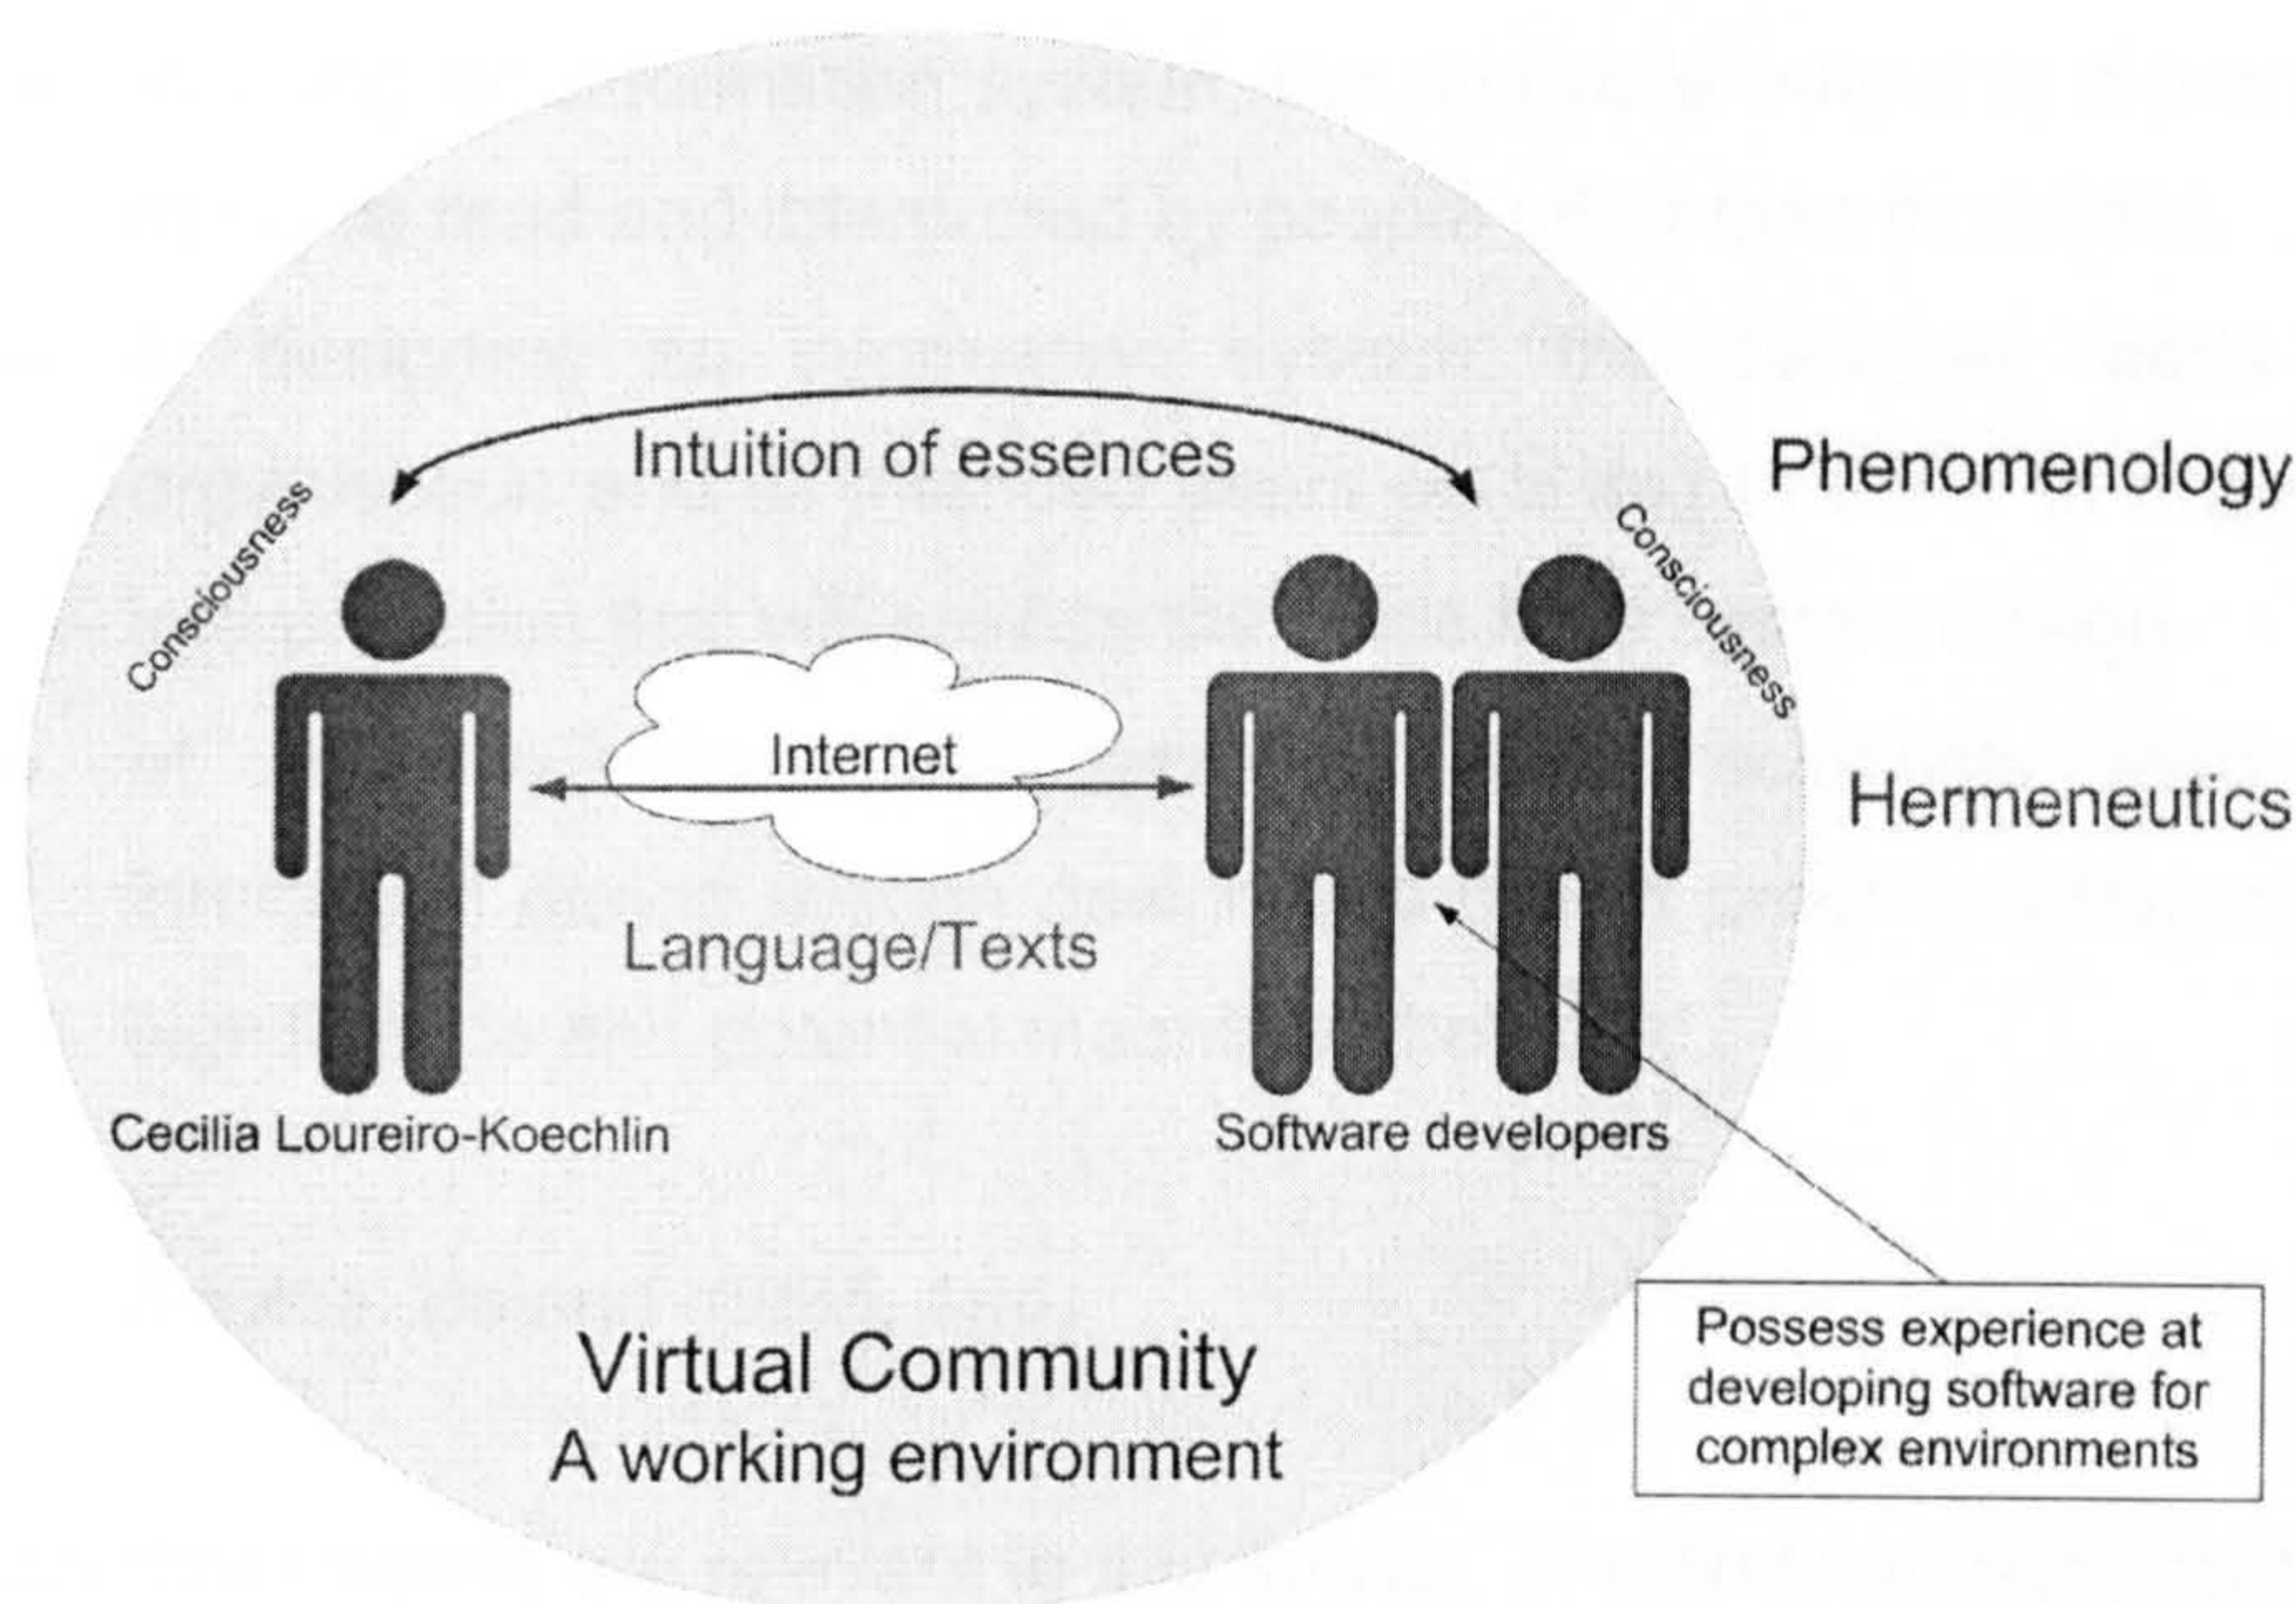 Intuition of essences
Phenomenology
Consciousness
Consciousness
Internet
Hermeneutics
Language/Texts
Cecilia Loureiro-Koechlin
Software developers
Possess experience at
developing software for
complex environments
Virtual Community
A working environment